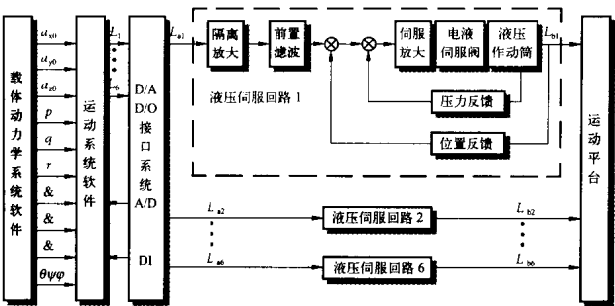 载体动力学系统软件
a_x0
a_y0
a_z0
p
q
r
&
&
&
θψφ
运动系统软件
L_1
L_6
D/A
D/O
接口系统
A/D
DI
L_a1
隔离放大
前置滤波
伺服放大
电液伺服阀
液压作动筒
L_b1
压力反馈
位置反馈
液压伺服回路 1
L_a2
液压伺服回路 2
L_b2
L_a6
液压伺服回路 6
L_b6
运动平台